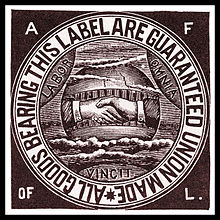 A F
OF L.
ALL GOODS BEARING THIS LABEL ARE GUARANTEED UNION MADE
LABOR
OMNIA
VINCIT